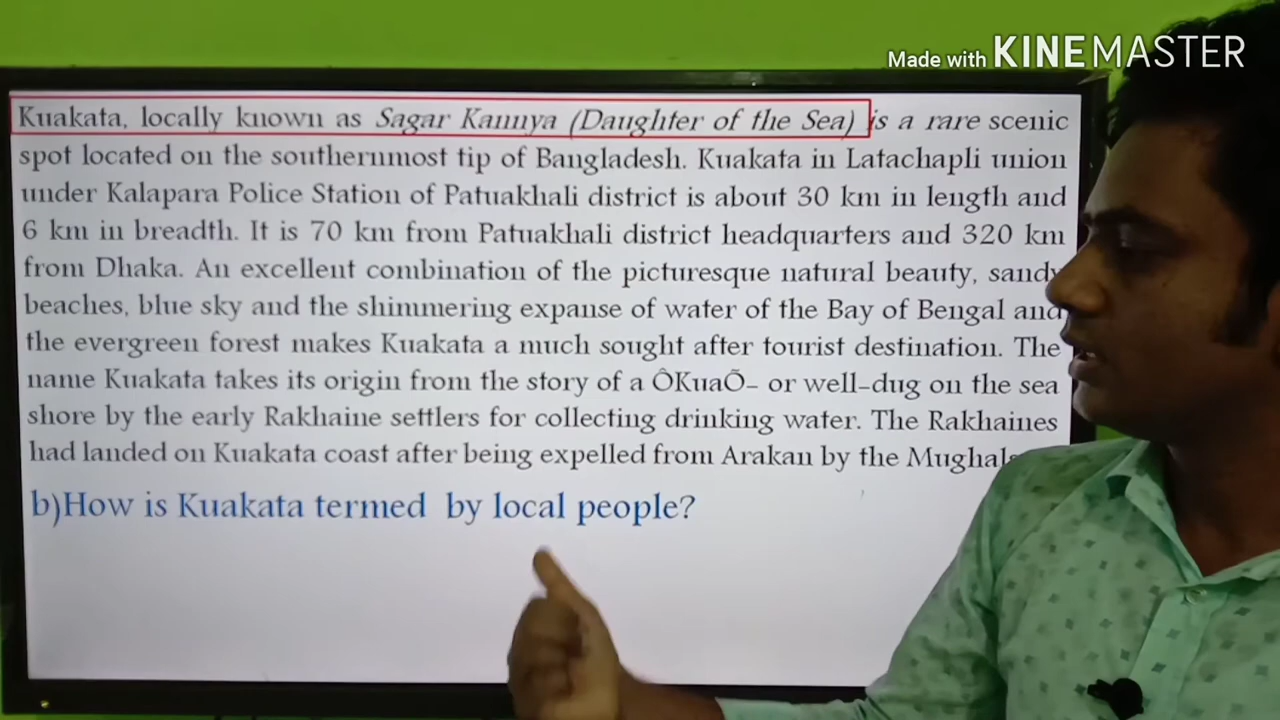 Made with KINEMASTER
Kuakata, locally known as Sagar Kannya (Daughter of the Sea) is a rare scenic
spot located on the southernmost tip of Bangladesh. Kuakata in Latachapli union
under Kalapara Police Station of Patuakhali district is about 30 km in length and
6 km in breadth. It is 70 km from Patuakhali district headquarters and 320 km
from Dhaka. An excellent combination of the picturesque natural beauty, sandy
beaches, blue sky and the shimmering expanse of water of the Bay of Bengal and
the evergreen forest makes Kuakata a much sought after tourist destination. The
name Kuakata takes its origin from the story of a ÔKuaÕ– or well-dug on the sea
shore by the early Rakhaine settlers for collecting drinking water. The Rakhaines
had landed on Kuakata coast after being expelled from Arakan by the Mughals
b)How is Kuakata termed by local people?